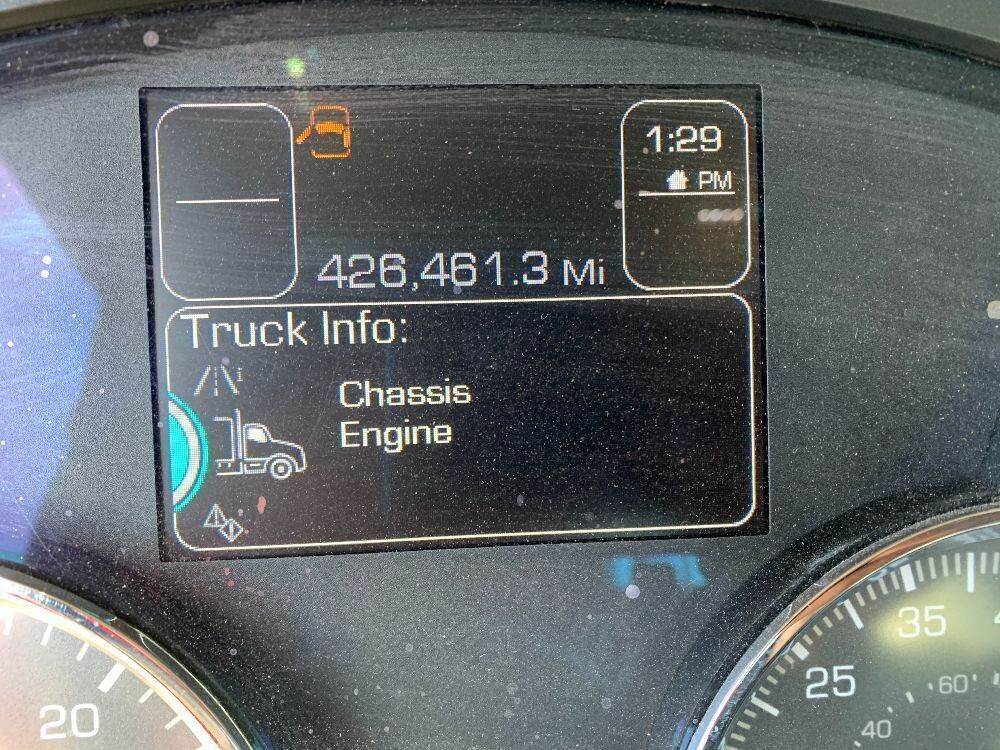 1:29
PM
426,461.3 Mi
Truck Info:
Chassis
Engine
20
25
35
40
60